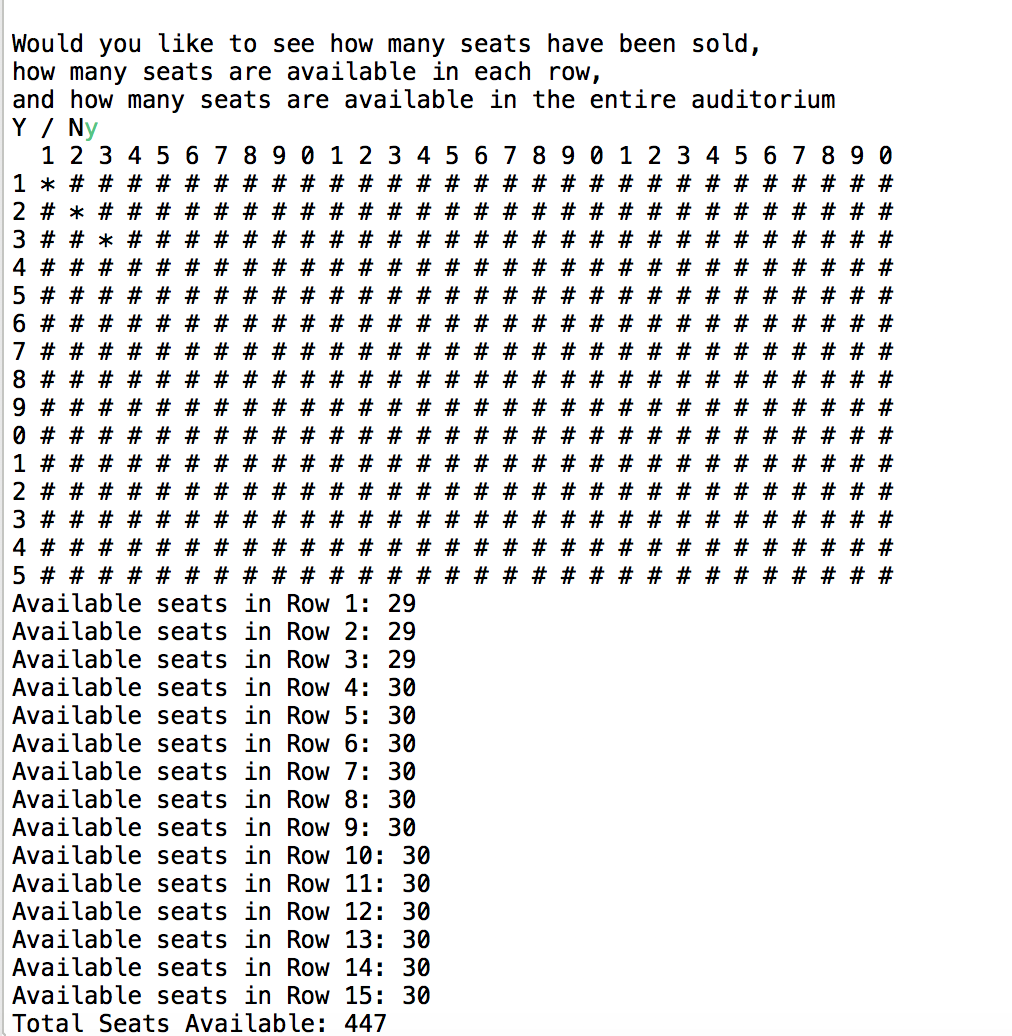 Would you like to see how many seats have been sold,
how many seats are available in each row,
and how many seats are available in the entire auditorium
Y / Ny
  1 2 3 4 5 6 7 8 9 0 1 2 3 4 5 6 7 8 9 0 1 2 3 4 5 6 7 8 9 0
1 * # # # # # # # # # # # # # # # # # # # # # # # # # # # # #
2 # * # # # # # # # # # # # # # # # # # # # # # # # # # # # #
3 # # * # # # # # # # # # # # # # # # # # # # # # # # # # # #
4 # # # # # # # # # # # # # # # # # # # # # # # # # # # # # #
5 # # # # # # # # # # # # # # # # # # # # # # # # # # # # # #
6 # # # # # # # # # # # # # # # # # # # # # # # # # # # # # #
7 # # # # # # # # # # # # # # # # # # # # # # # # # # # # # #
8 # # # # # # # # # # # # # # # # # # # # # # # # # # # # # #
9 # # # # # # # # # # # # # # # # # # # # # # # # # # # # # #
0 # # # # # # # # # # # # # # # # # # # # # # # # # # # # # #
1 # # # # # # # # # # # # # # # # # # # # # # # # # # # # # #
2 # # # # # # # # # # # # # # # # # # # # # # # # # # # # # #
3 # # # # # # # # # # # # # # # # # # # # # # # # # # # # # #
4 # # # # # # # # # # # # # # # # # # # # # # # # # # # # # #
5 # # # # # # # # # # # # # # # # # # # # # # # # # # # # # #
Available seats in Row 1: 29
Available seats in Row 2: 29
Available seats in Row 3: 29
Available seats in Row 4: 30
Available seats in Row 5: 30
Available seats in Row 6: 30
Available seats in Row 7: 30
Available seats in Row 8: 30
Available seats in Row 9: 30
Available seats in Row 10: 30
Available seats in Row 11: 30
Available seats in Row 12: 30
Available seats in Row 13: 30
Available seats in Row 14: 30
Available seats in Row 15: 30
Total Seats Available: 447